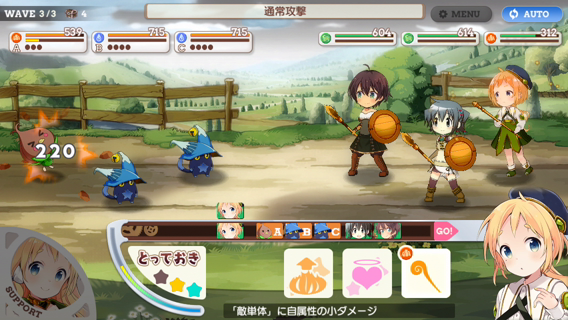 WAVE 3/3 4
通常攻撃
MENU
AUTO
539
A
715
B
715
C
604
614
312
220
A B C GO!
とっておき
SUPPORT
「敵単体」に自属性の小ダメージ